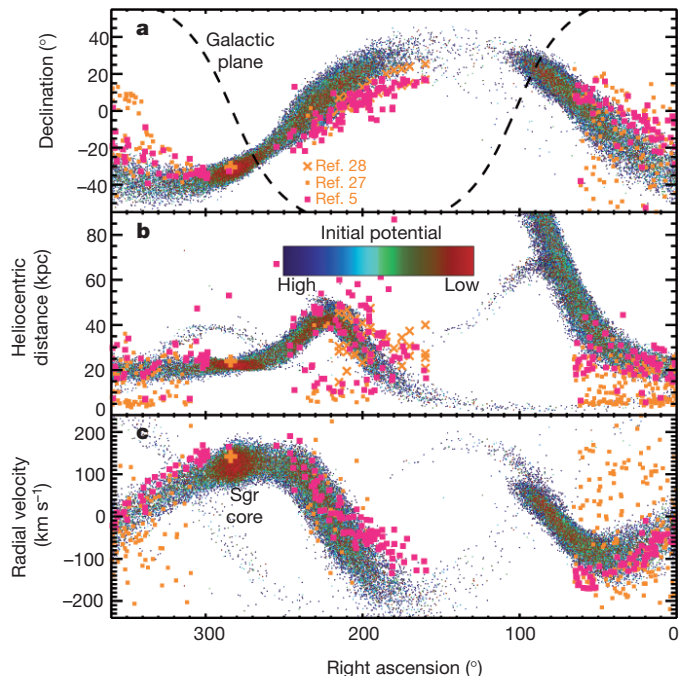 a
40
20
0
−20
−40
Declination (°)
Galactic
plane
Ref. 28
Ref. 27
Ref. 5
b
80
60
40
20
0
Heliocentric
distance (kpc)
Initial potential
High
Low
c
200
100
0
−100
−200
Radial velocity
(km s⁻¹)
Sgr
core
300
200
100
0
Right ascension (°)